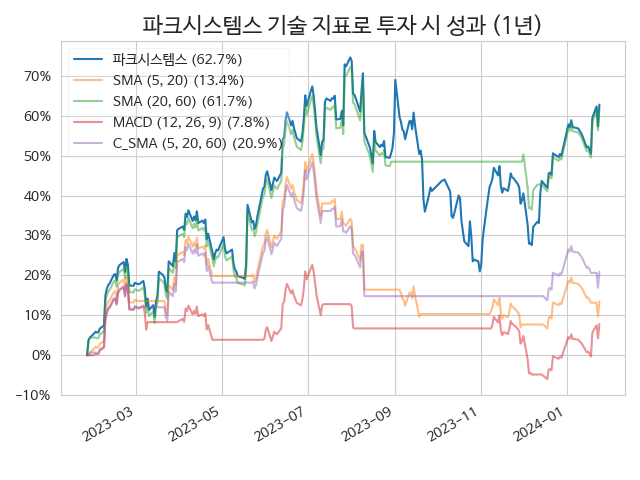 파크시스템스 기술 지표로 투자 시 성과 (1년)
파크시스템스 (62.7%)
SMA (5, 20) (13.4%)
SMA (20, 60) (61.7%)
MACD (12, 26, 9) (7.8%)
C_SMA (5, 20, 60) (20.9%)
70%
60%
50%
40%
30%
20%
10%
0%
−10%
2023−03
2023−05
2023−07
2023−09
2023−11
2024−01